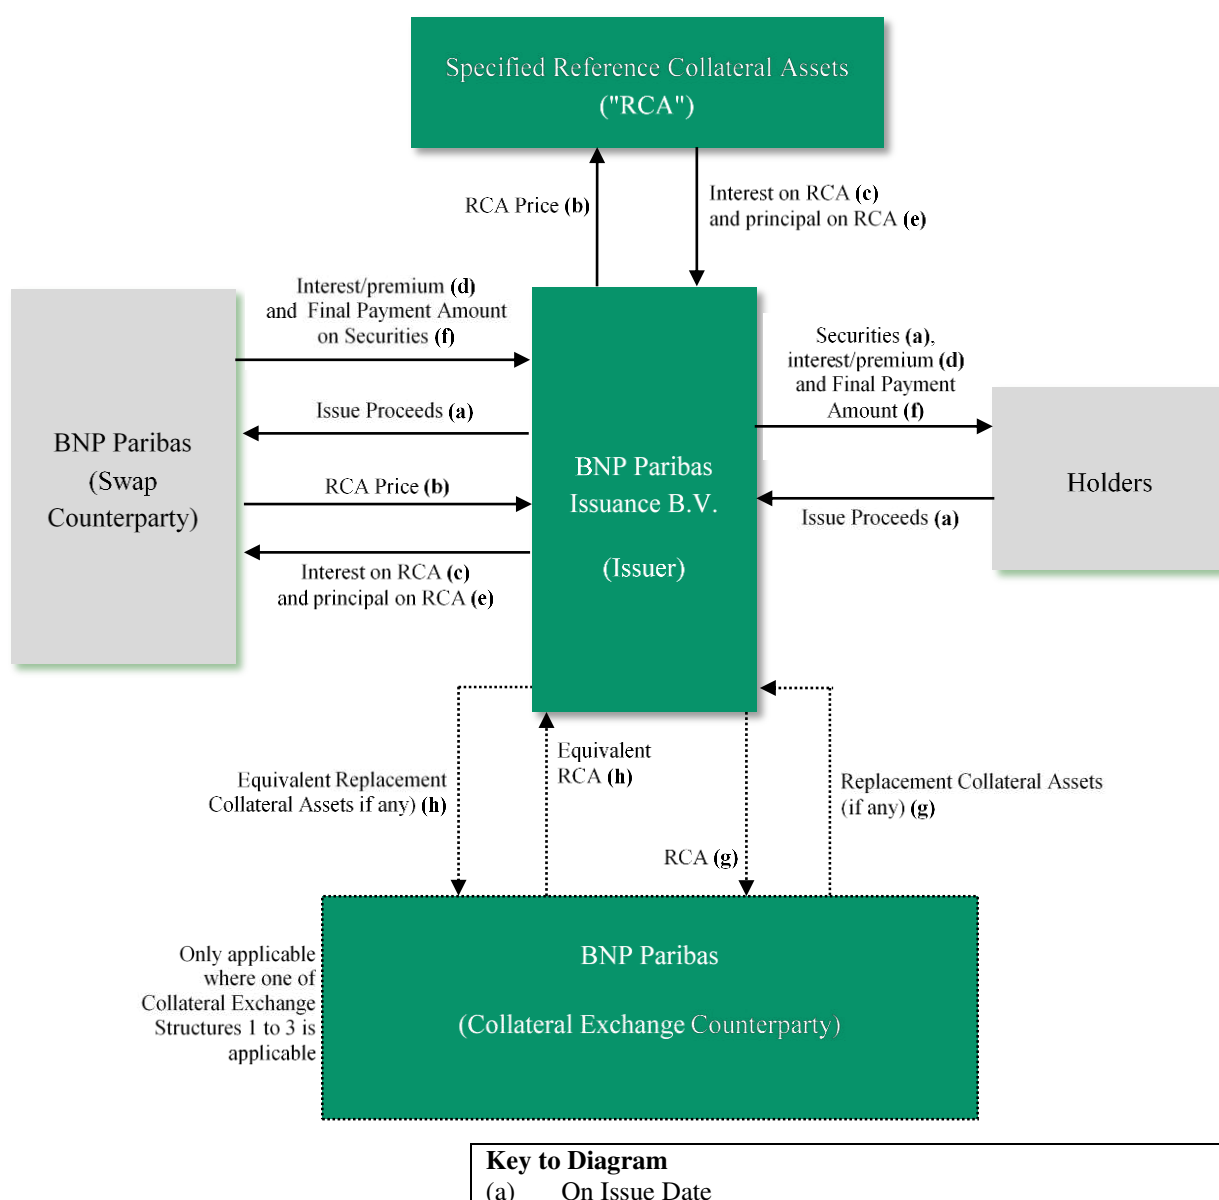 Specified Reference Collateral Assets
("RCA")
RCA Price (b)
Interest on RCA (c)
and principal on RCA (e)
Interest/premium (d)
and Final Payment Amount
on Securities (f)
Issue Proceeds (a)
RCA Price (b)
Interest on RCA (c)
and principal on RCA (e)
BNP Paribas
(Swap
Counterparty)
BNP Paribas
Issuance B.V.
(Issuer)
Securities (a),
interest/premium (d)
and Final Payment
Amount (f)
Issue Proceeds (a)
Holders
Equivalent Replacement
Collateral Assets if any) (h)
Equivalent
RCA (h)
RCA (g)
Replacement Collateral Assets
(if any) (g)
Only applicable
where one of
Collateral Exchange
Structures 1 to 3 is
applicable
BNP Paribas
(Collateral Exchange Counterparty)
Key to Diagram
(a) On Issue Date